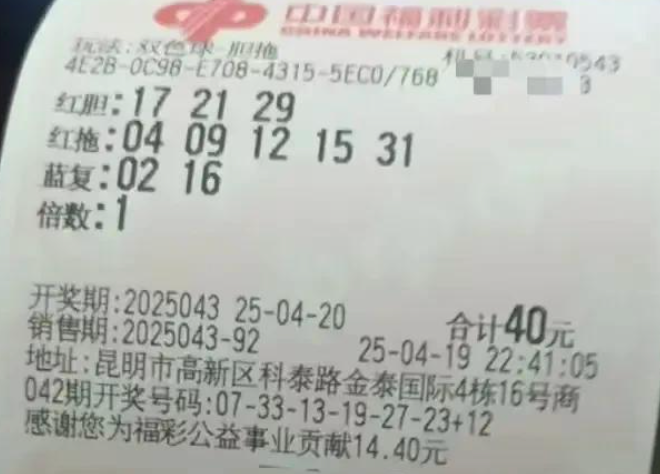 中国福利彩票
CHINA WELFARE LOTTERY
玩法:双色球-胆拖
4E2B-0C98-E708-4315-5EC0/768
红胆:17 21 29
红拖:04 09 12 15 31
蓝复:02 16
倍数:1
开奖期:2025043 25-04-20 合计40元
销售期:2025043-92 25-04-19 22:41:05
地址:昆明市高新区科泰路金泰国际4栋16号商
042期开奖号码:07-33-13-19-27-23+12
感谢您为福彩公益事业贡献14.40元